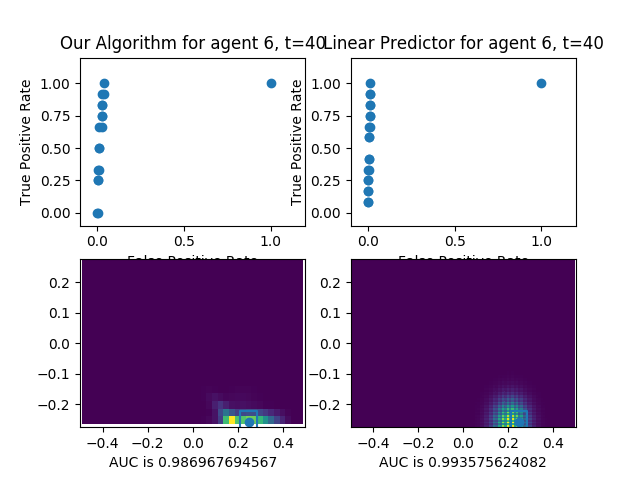 Our Algorithm for agent 6, t=40
Linear Predictor for agent 6, t=40
True Positive Rate
1.00
0.75
0.50
0.25
0.00
0.0 0.5 1.0
False Positive Rate
True Positive Rate
1.00
0.75
0.50
0.25
0.00
0.0 0.5 1.0
False Positive Rate
0.2
0.1
0.0
−0.1
−0.2
−0.4 −0.2 0.0 0.2 0.4
AUC is 0.986967694567
0.2
0.1
0.0
−0.1
−0.2
−0.4 −0.2 0.0 0.2 0.4
AUC is 0.993575624082